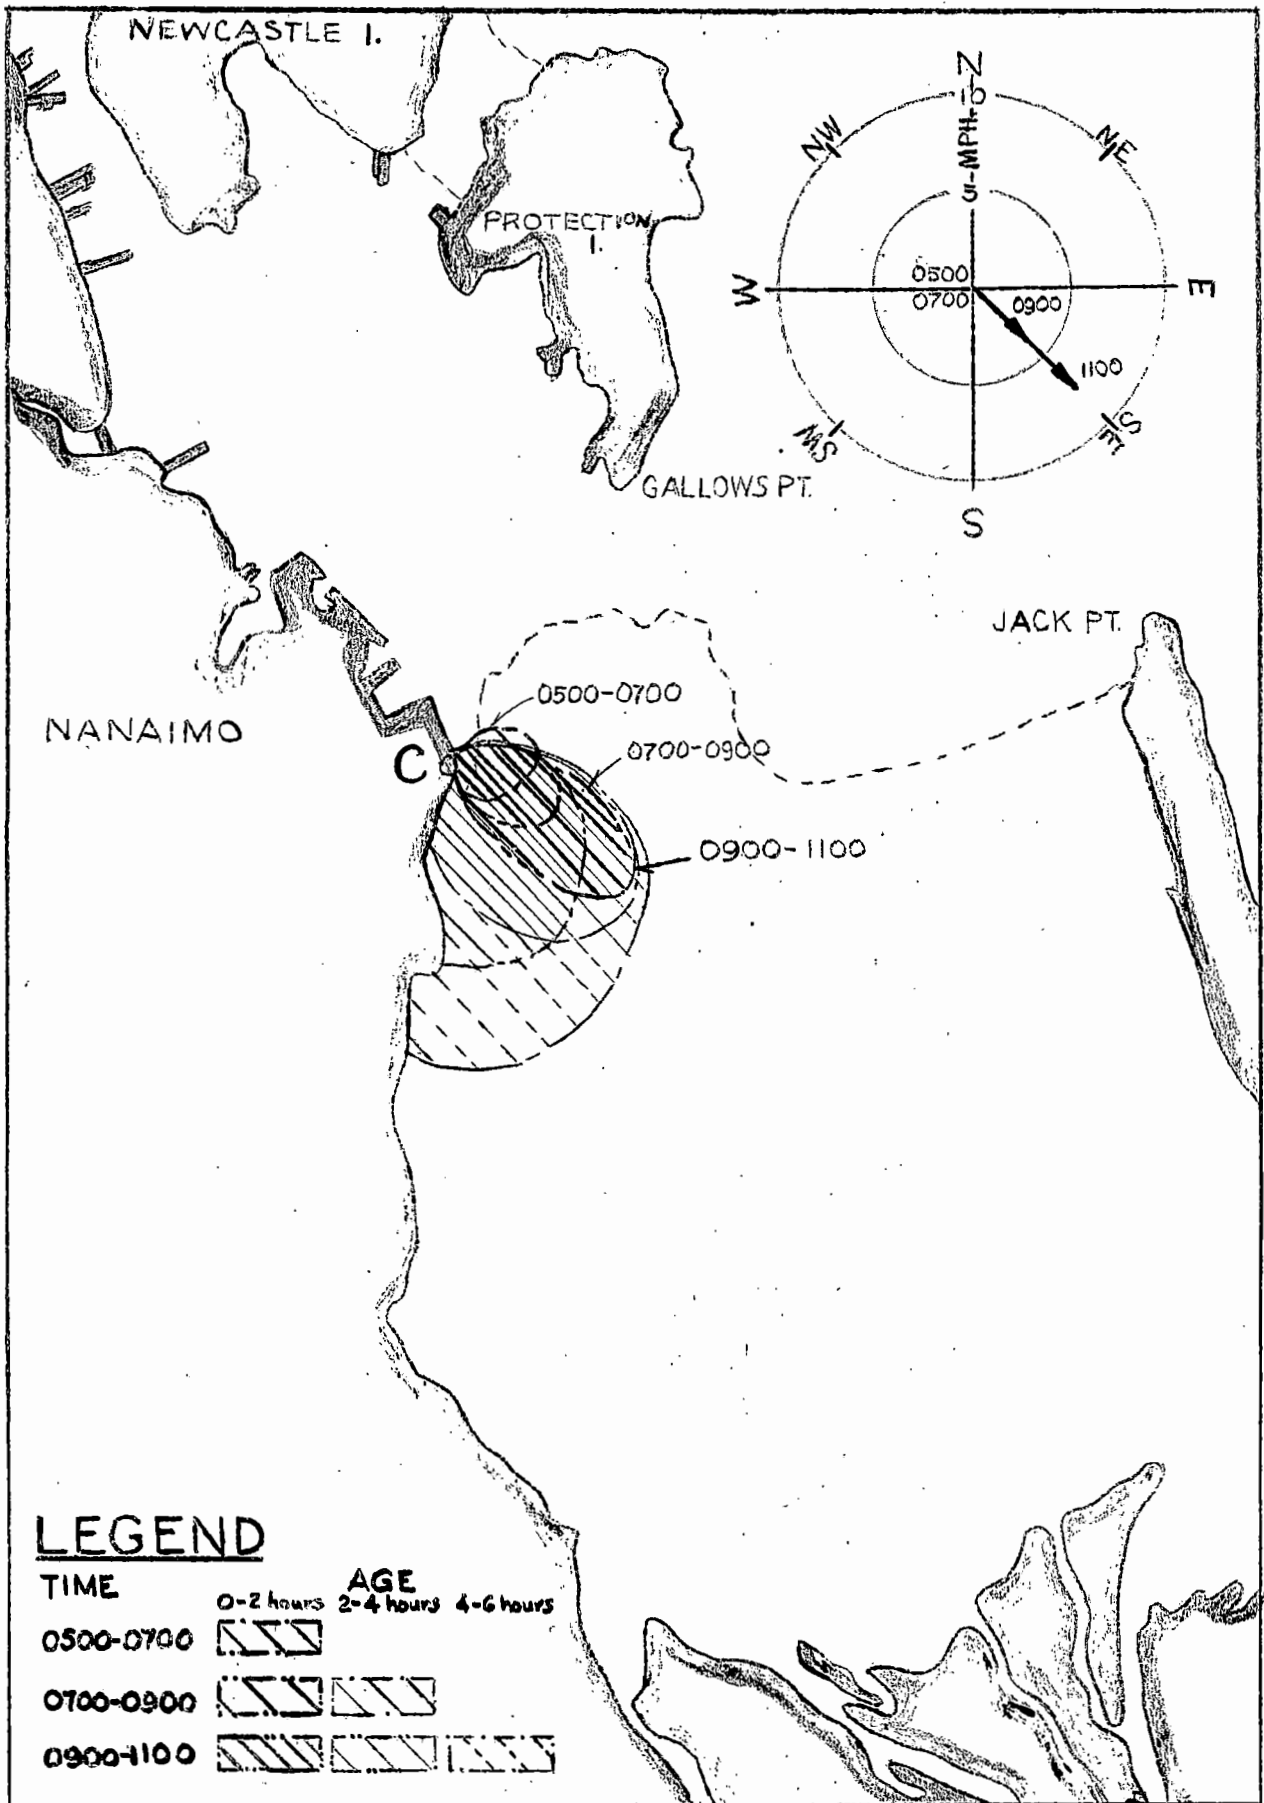 NEWCASTLE I.
PROTECTION
I.
GALLOWS PT.
N
10
MPH.
5
NW
NE
W
E
0500
0700
0900
1100
SW
SE
S
JACK PT.
NANAIMO
C
0500-0700
0700-0900
0900-1100
LEGEND
TIME
AGE
0-2 hours 2-4 hours 4-6 hours
0500-0700
0700-0900
0900-1100